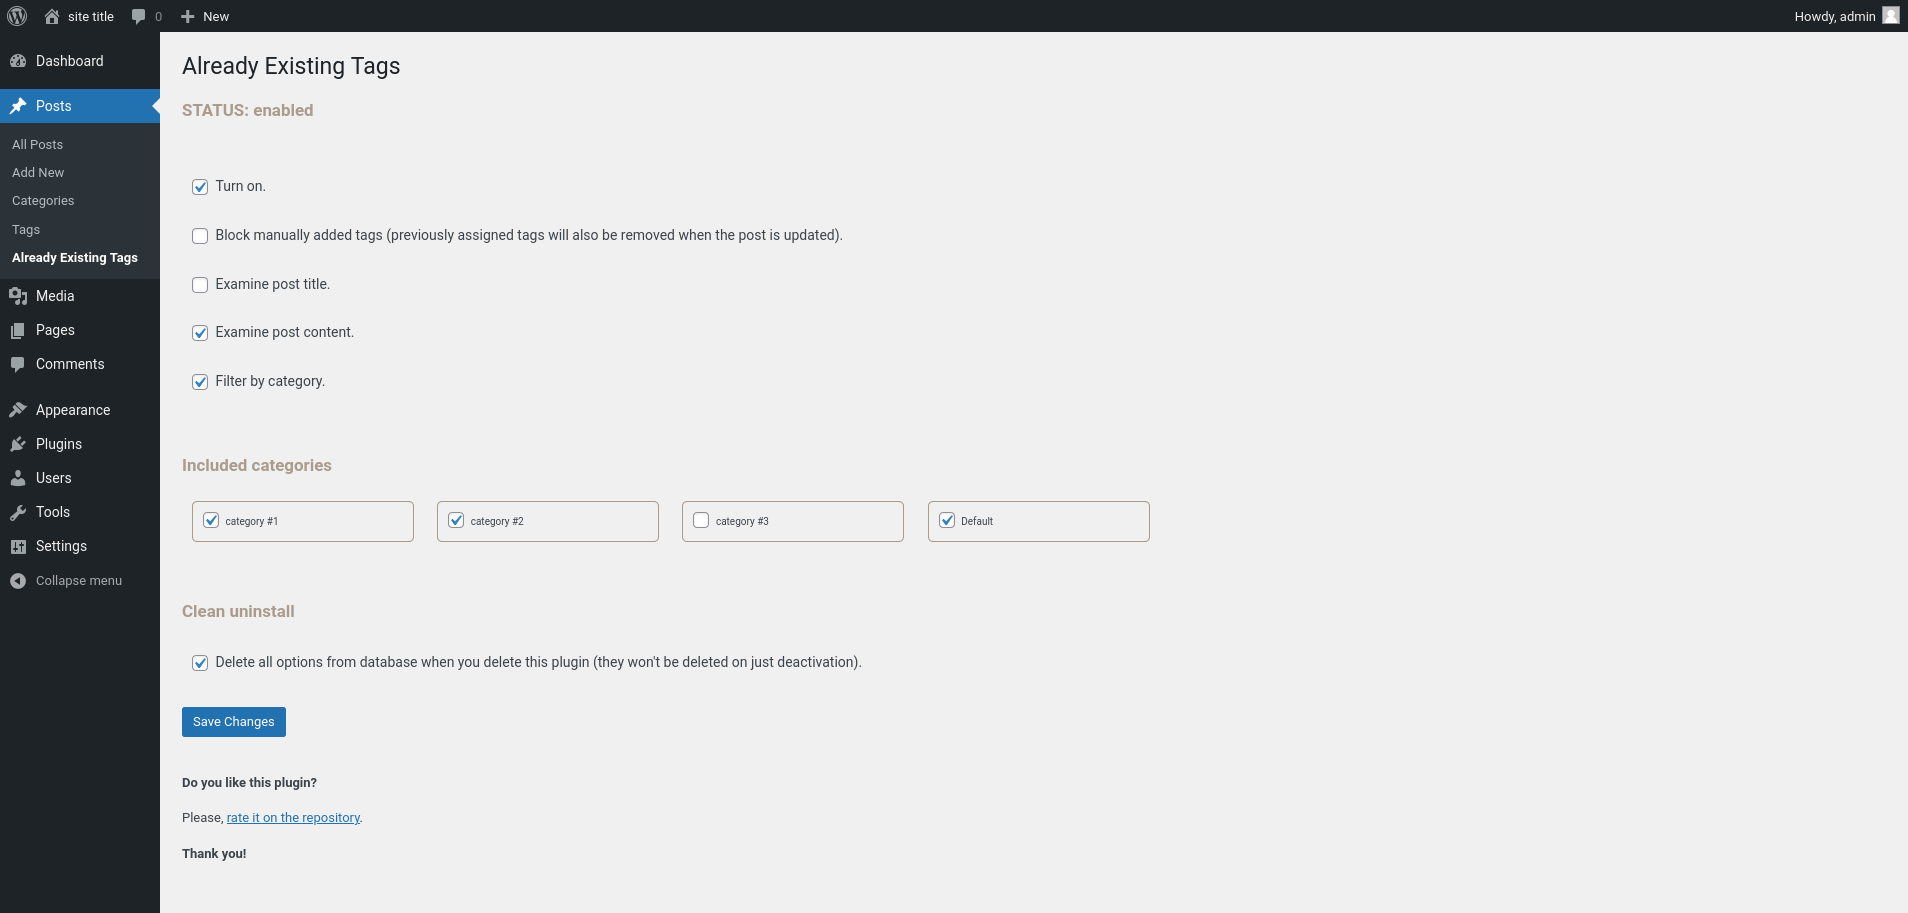 site title
0
New
Howdy, admin
Dashboard
Posts
All Posts
Add New
Categories
Tags
Already Existing Tags
Media
Pages
Comments
Appearance
Plugins
Users
Tools
Settings
Collapse menu
Already Existing Tags
STATUS: enabled
Turn on.
Block manually added tags (previously assigned tags will also be removed when the post is updated).
Examine post title.
Examine post content.
Filter by category.
Included categories
category #1
category #2
category #3
Default
Clean uninstall
Delete all options from database when you delete this plugin (they won't be deleted on just deactivation).
Save Changes
Do you like this plugin?
Please, rate it on the repository.
Thank you!